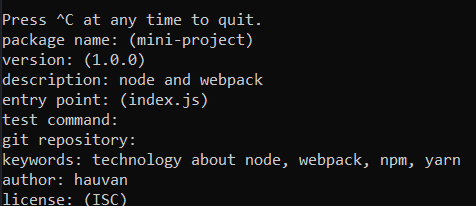 Press ^C at any time to quit.
package name: (mini-project)
version: (1.0.0)
description: node and webpack
entry point: (index.js)
test command:
git repository:
keywords: technology about node, webpack, npm, yarn
author: hauvan
license: (ISC)